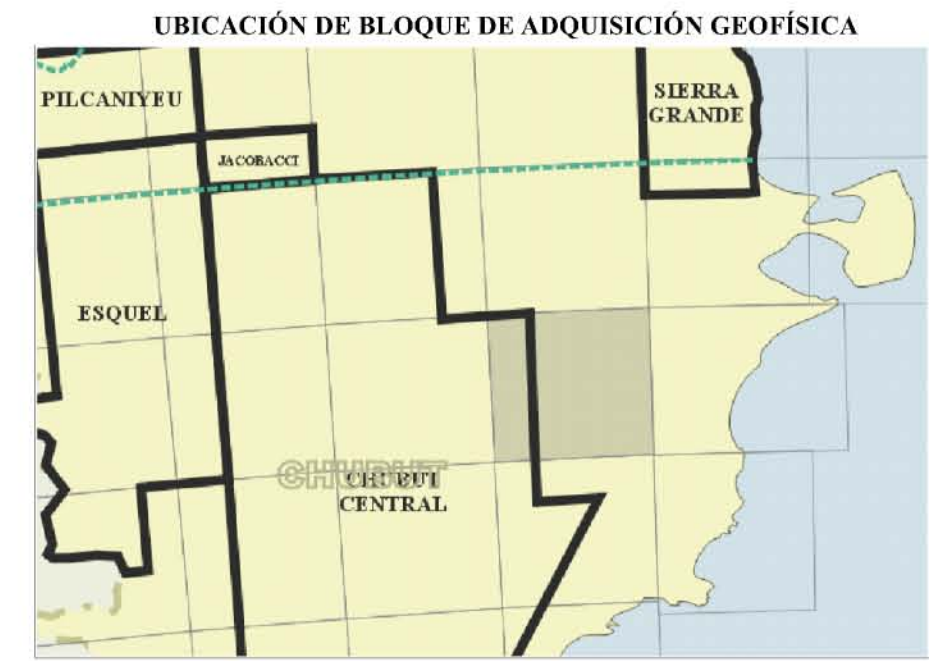 UBICACIÓN DE BLOQUE DE ADQUISICIÓN GEOFÍSICA
PILCANIYEU
SIERRA
GRANDE
JACOBACCI
ESQUEL
CHUBUT
CHUBUT
CENTRAL